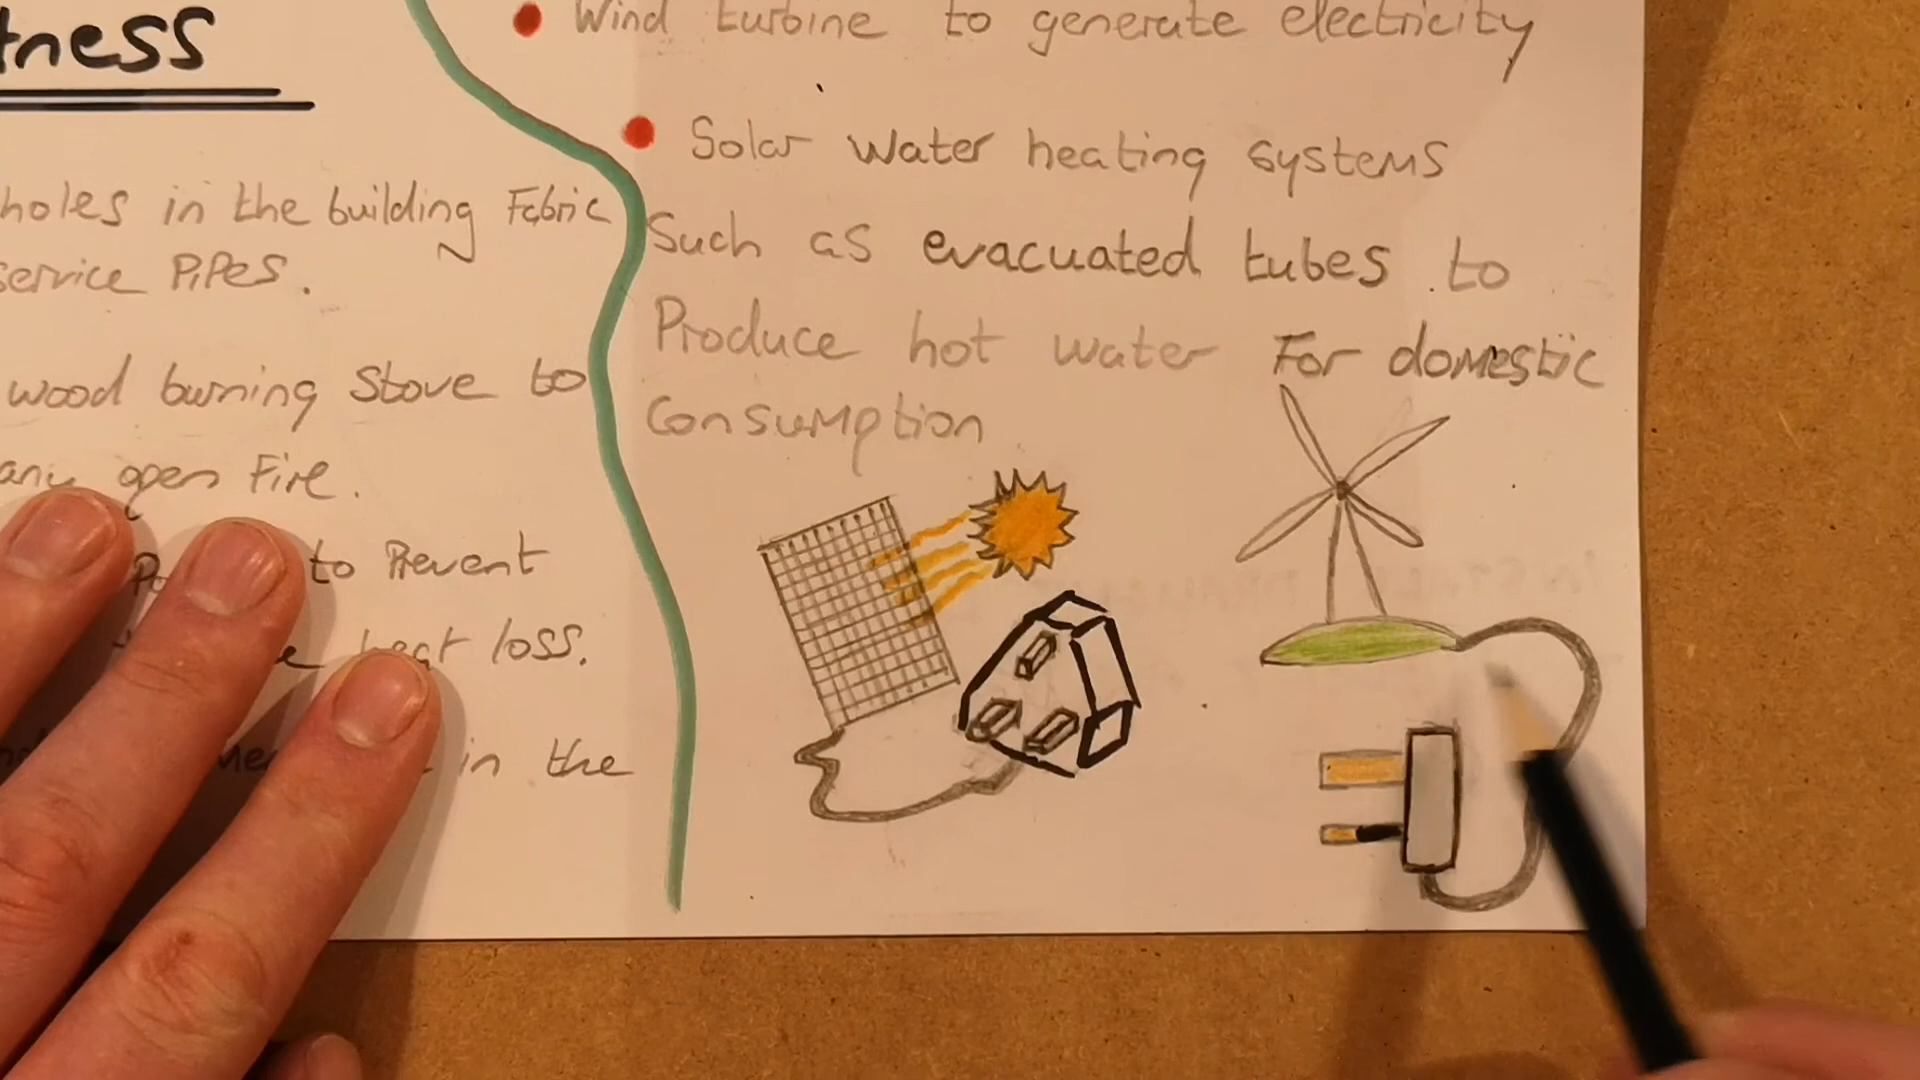 tness
holes in the building Fabric
service Pipes.
wood burning stove to
any open Fire.
to Prevent
heat loss.
in the
Wind turbine to generate electricity
Solar Water heating systems
Such as evacuated tubes to
Produce hot water For domestic
Consumption